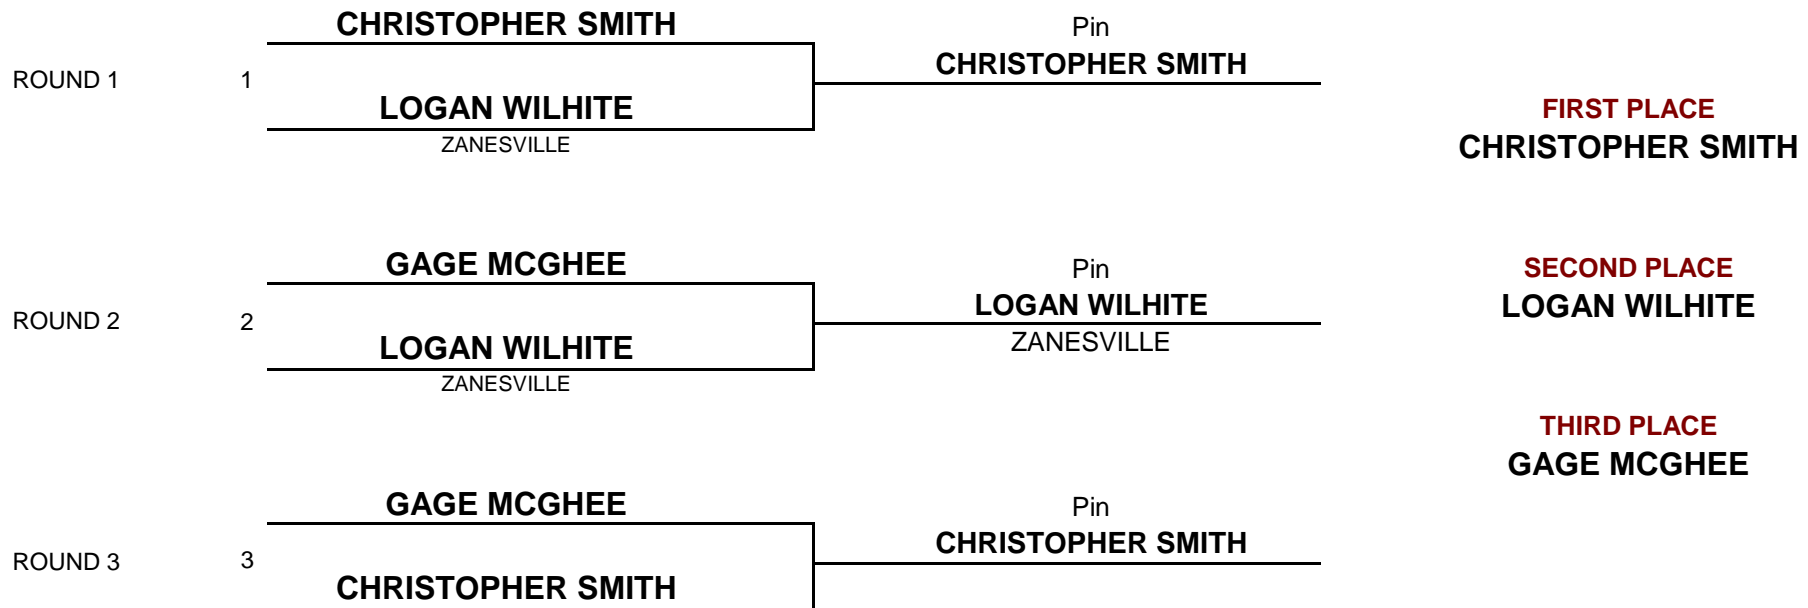 CHRISTOPHER SMITH
Pin
CHRISTOPHER SMITH
ROUND 1
1
LOGAN WILHITE
ZANESVILLE
FIRST PLACE
CHRISTOPHER SMITH
GAGE MCGHEE
Pin
LOGAN WILHITE
ZANESVILLE
ROUND 2
2
LOGAN WILHITE
ZANESVILLE
SECOND PLACE
LOGAN WILHITE
THIRD PLACE
GAGE MCGHEE
GAGE MCGHEE
Pin
CHRISTOPHER SMITH
ROUND 3
3
CHRISTOPHER SMITH